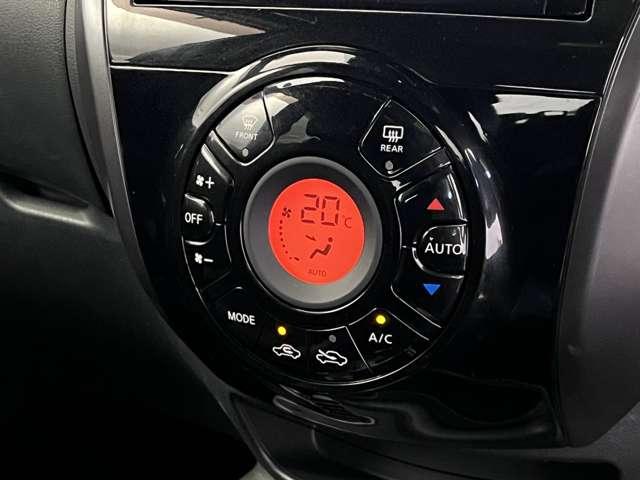 FRONT
REAR
+
OFF
-
20°C
AUTO
AUTO
MODE
A/C